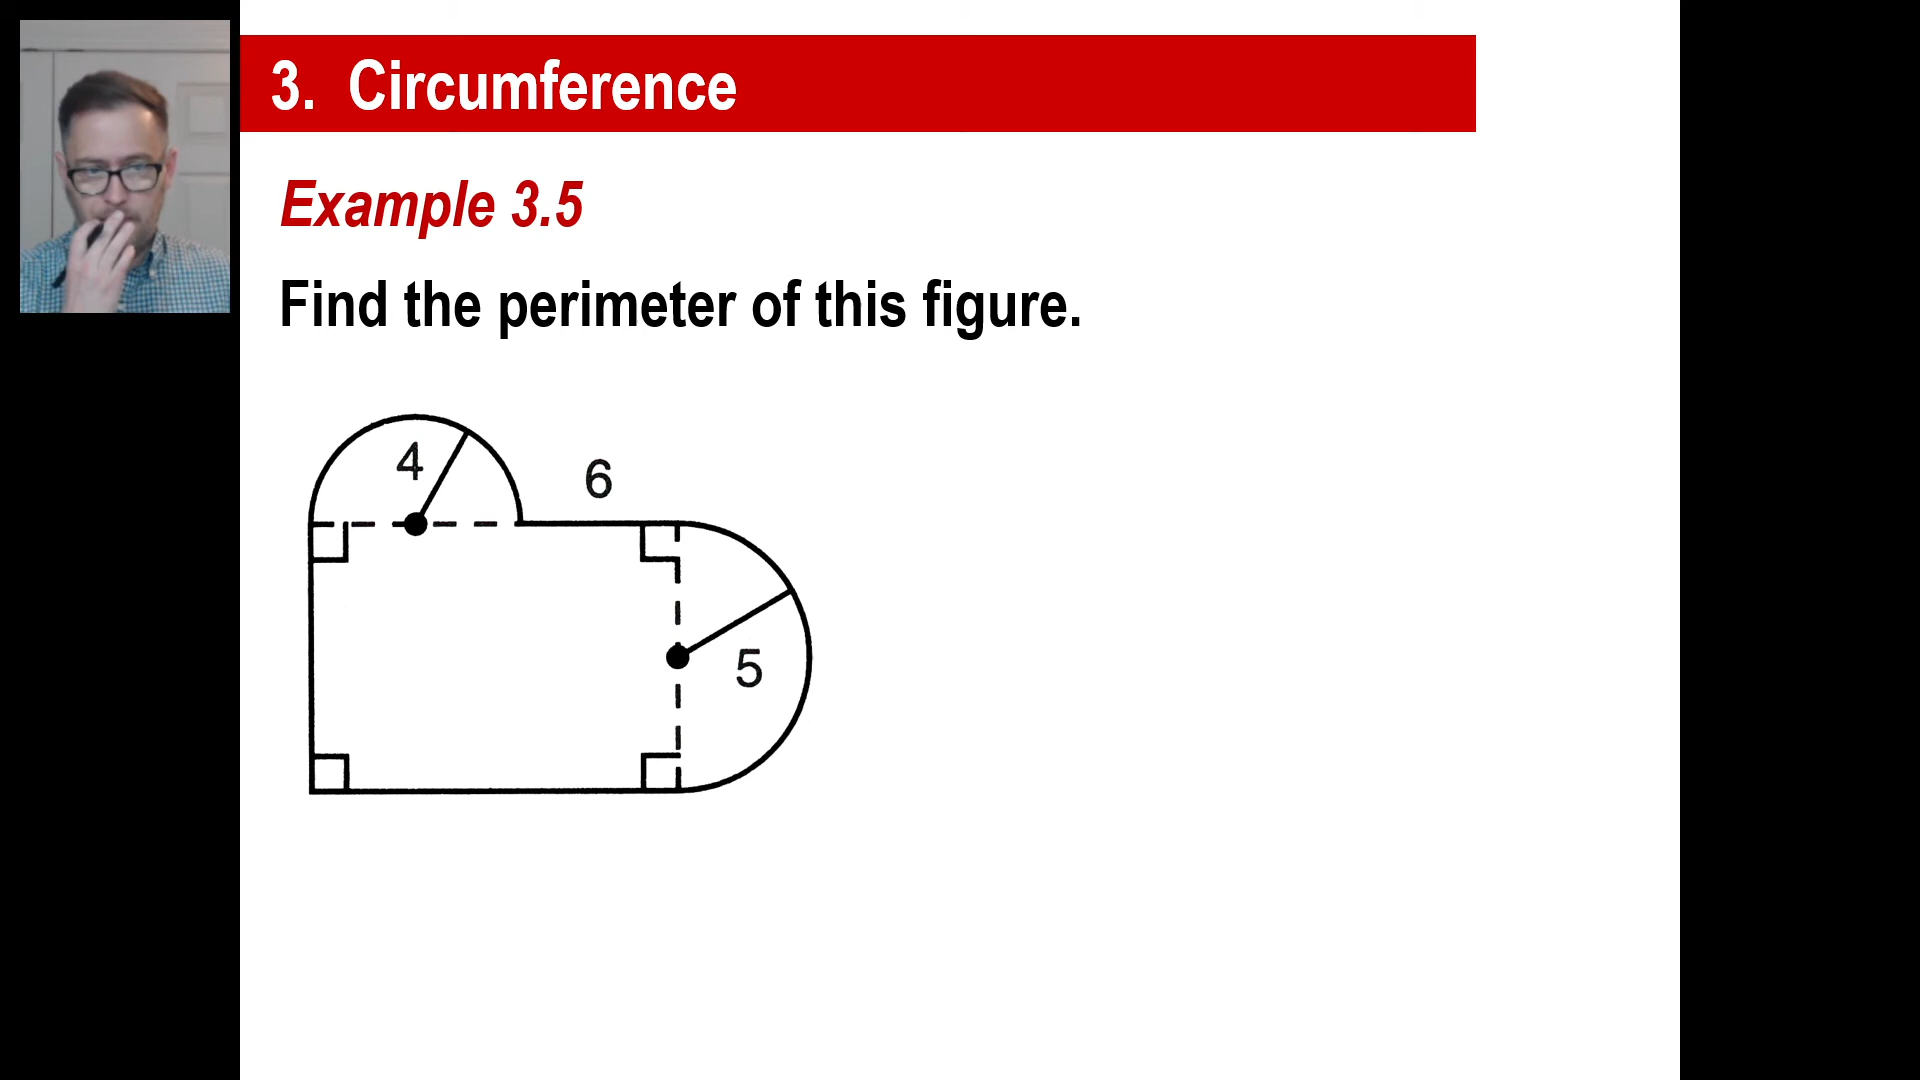 3. Circumference
Example 3.5
Find the perimeter of this figure.
4
6
5